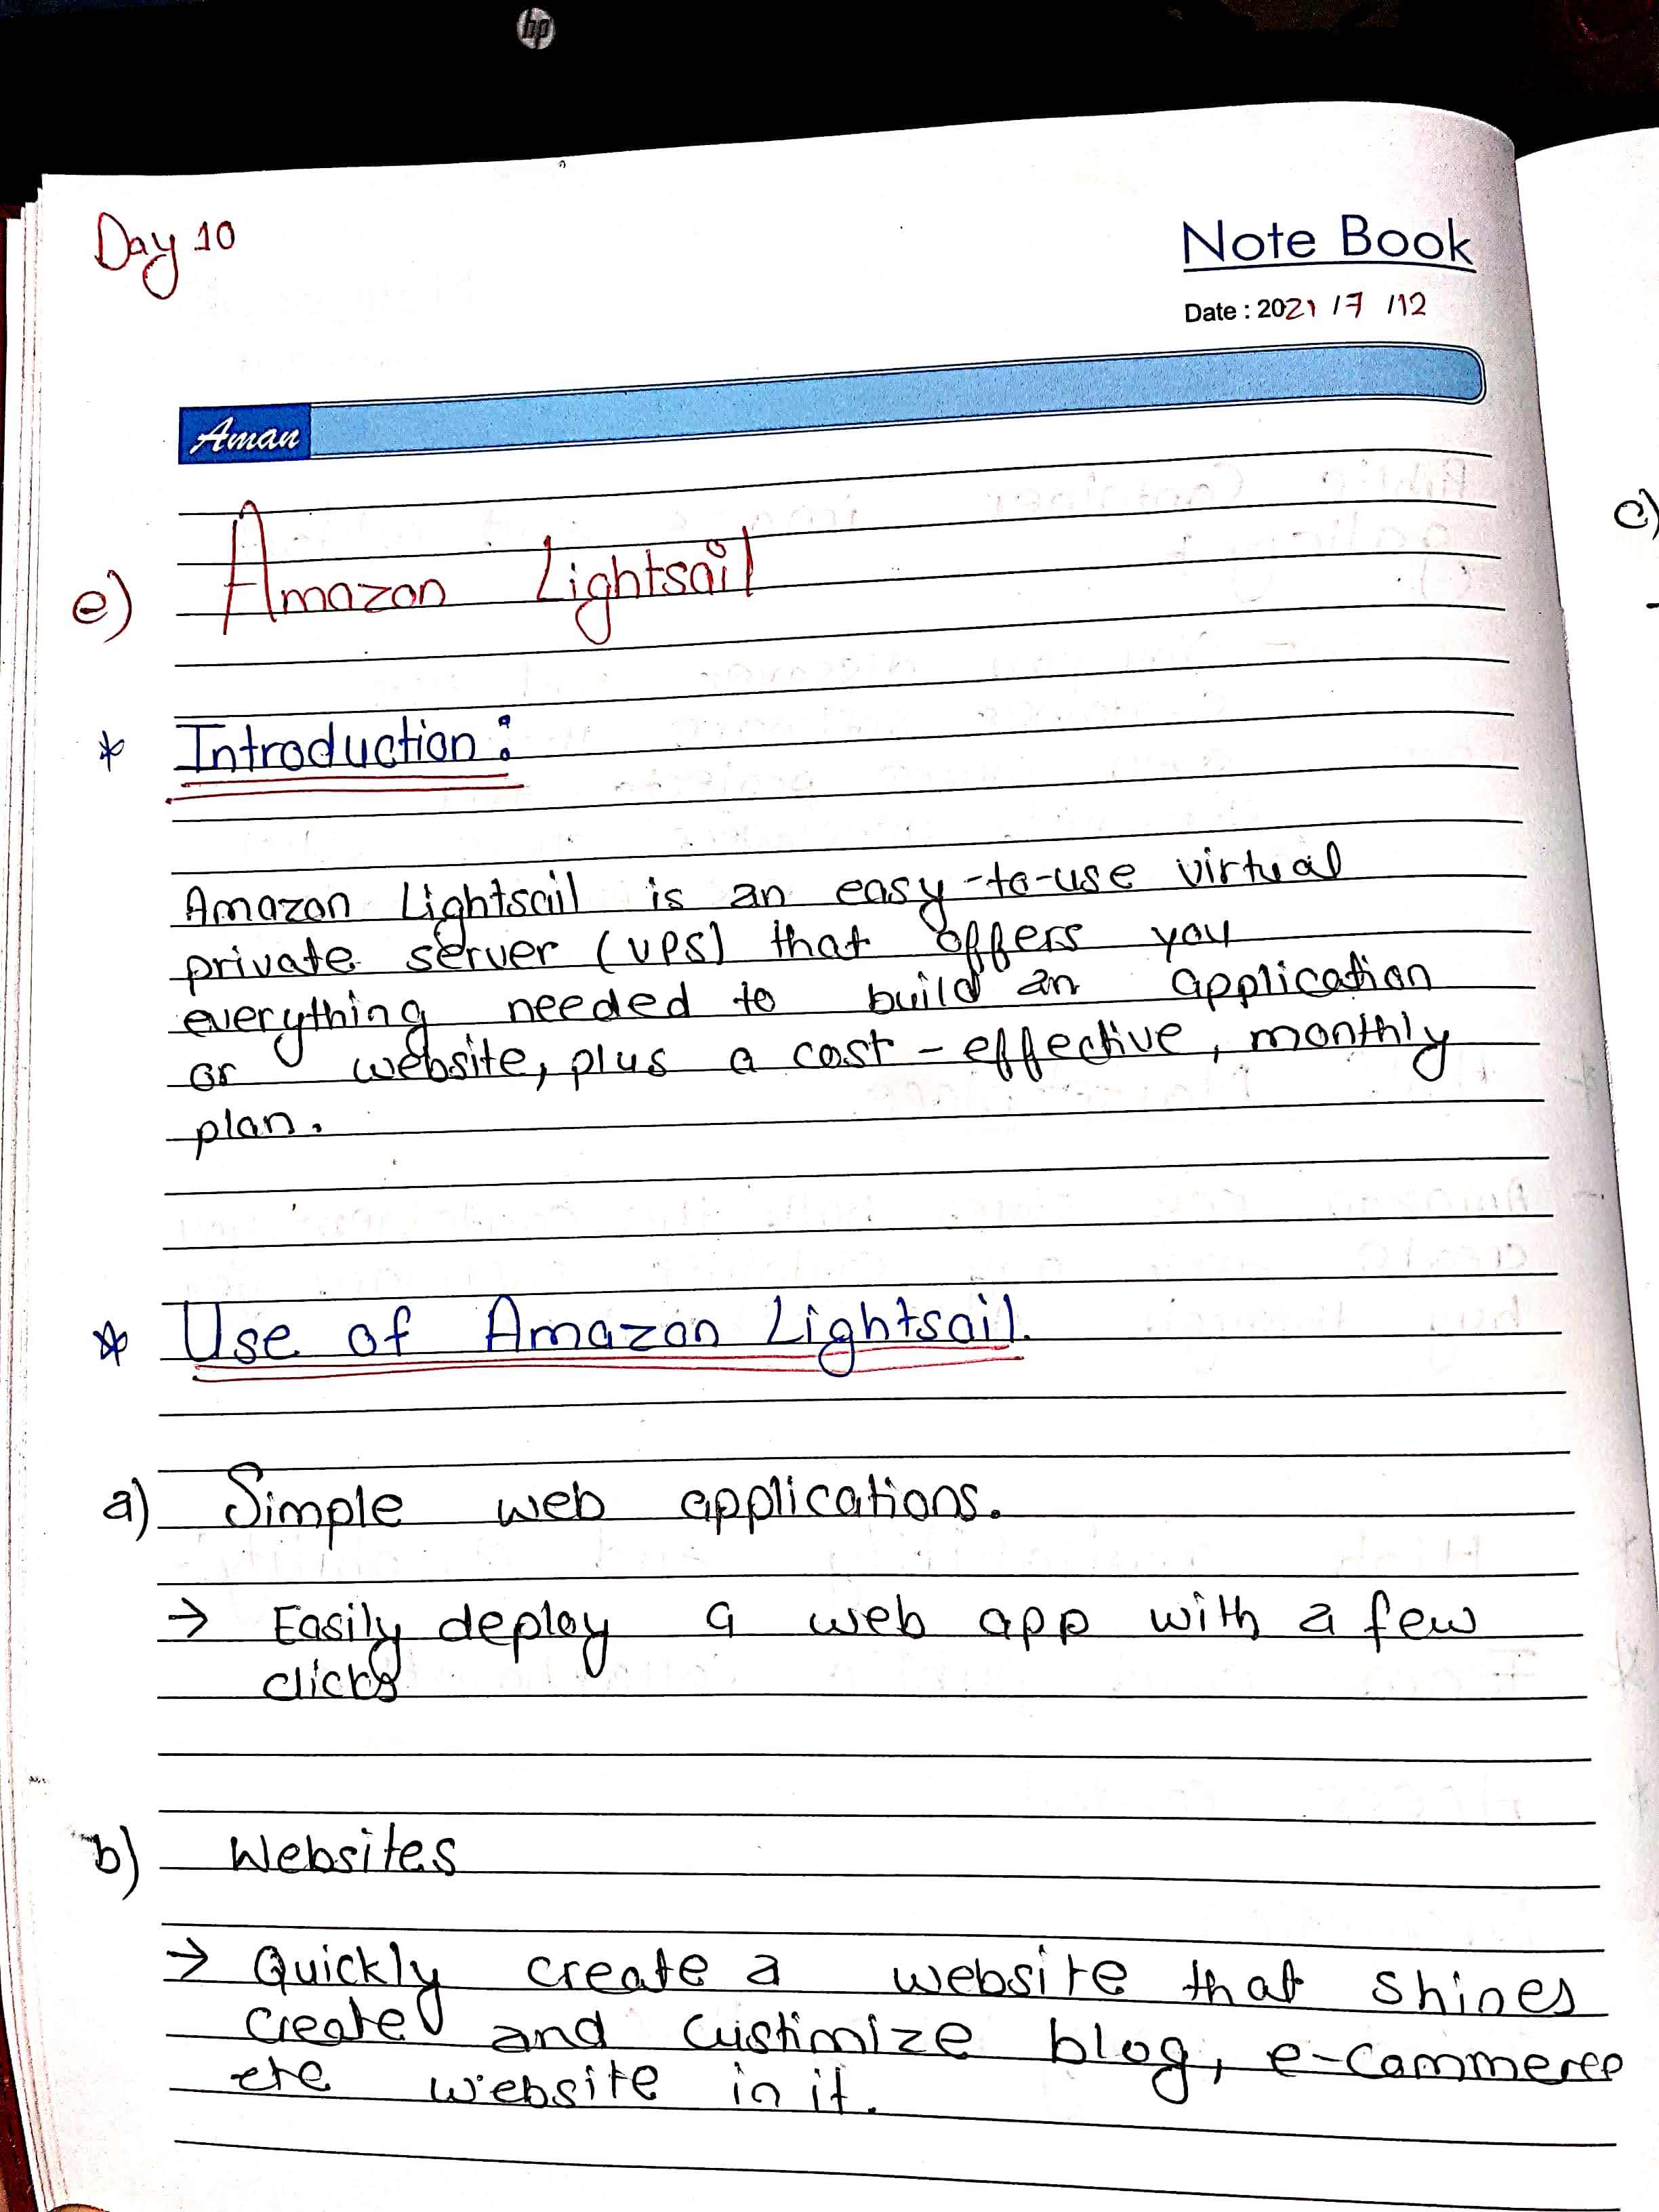 hp
Day 10
Note Book
Date : 2021 / 7 / 12
Aman
e) Amazon Lightsail
* Introduction :
Amazon Lightsail is an easy-to-use virtual
private server (VPS) that offers you
everything needed to build an application
or website, plus a cost-effective, monthly
plan.
* Use of Amazon Lightsail.
a) Simple web applications.
→ Easily deploy a web app with a few
clicks
b) Websites
→ Quickly create a website that shines
create and custimize blog, e-commerce
etc website in it.
c)